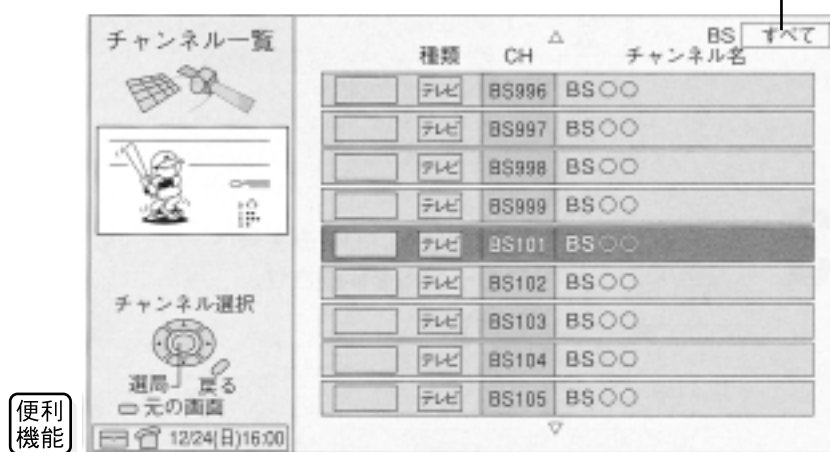 チャンネル一覧
チャンネル選択
選局 戻る
元の画面
12/24(日)16:00
便利
機能
BS すべて
種類 CH チャンネル名
テレビ BS996 BS○○
テレビ BS997 BS○○
テレビ BS998 BS○○
テレビ BS999 BS○○
テレビ BS101 BS○○
テレビ BS102 BS○○
テレビ BS103 BS○○
テレビ BS104 BS○○
テレビ BS105 BS○○